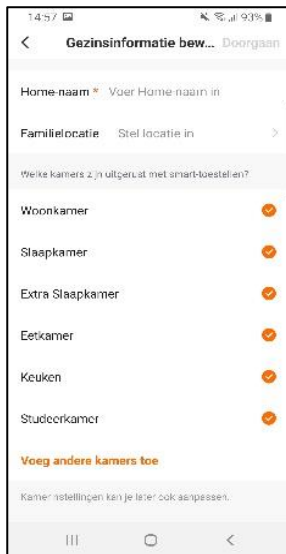 14:57 93%
Gezinsinformatie bew... Doorgaan
Home-naam * Voer Home-naam in
Familielocatie Stel locatie in
Welke kamers zijn uitgerust met smart-toestellen?
Woonkamer
Slaapkamer
Extra Slaapkamer
Eetkamer
Keuken
Studeerkamer
Voeg andere kamers toe
Kamerinstellingen kan je later ook aanpassen.